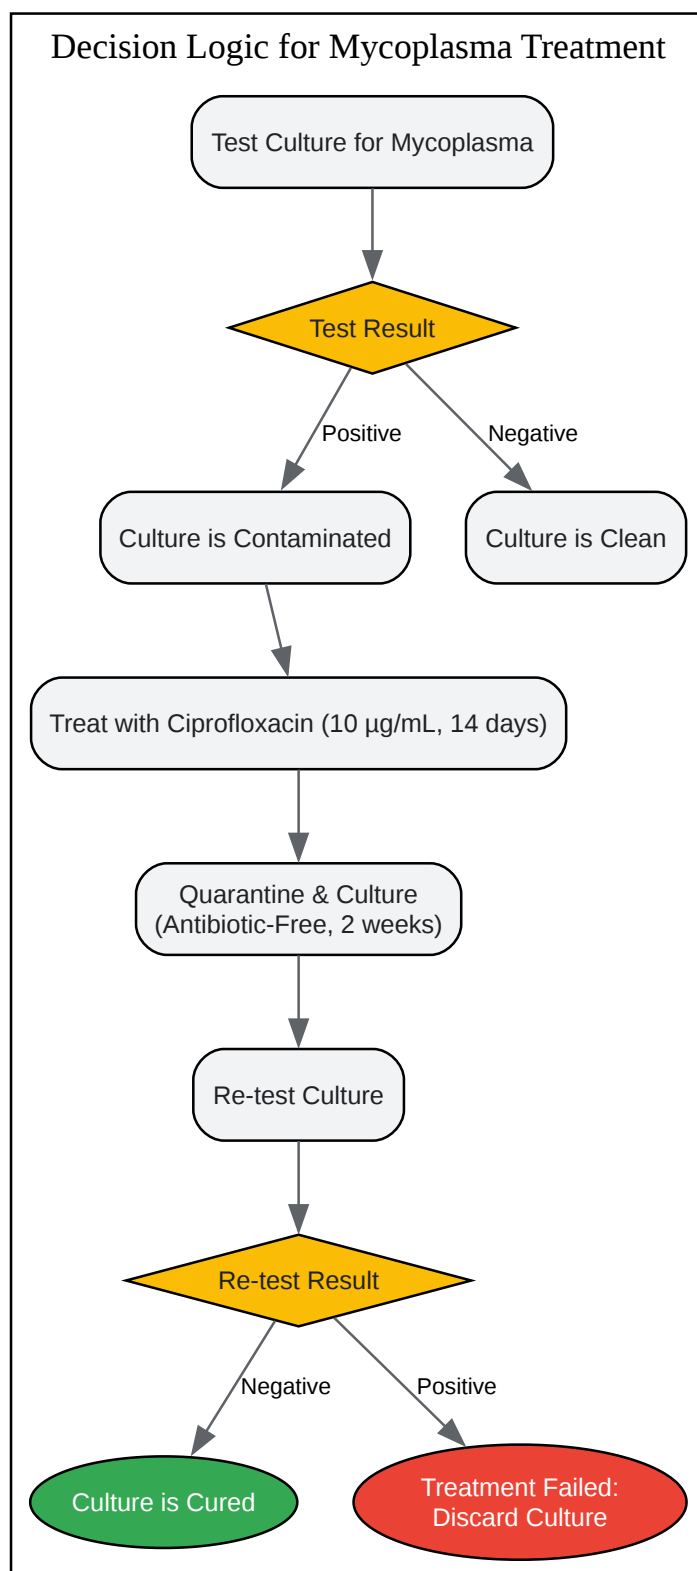 Decision Logic for Mycoplasma Treatment
Test Culture for Mycoplasma
Test Result
Positive
Negative
Culture is Contaminated
Culture is Clean
Treat with Ciprofloxacin (10 µg/mL, 14 days)
Quarantine & Culture
(Antibiotic-Free, 2 weeks)
Re-test Culture
Re-test Result
Negative
Positive
Culture is Cured
Treatment Failed:
Discard Culture